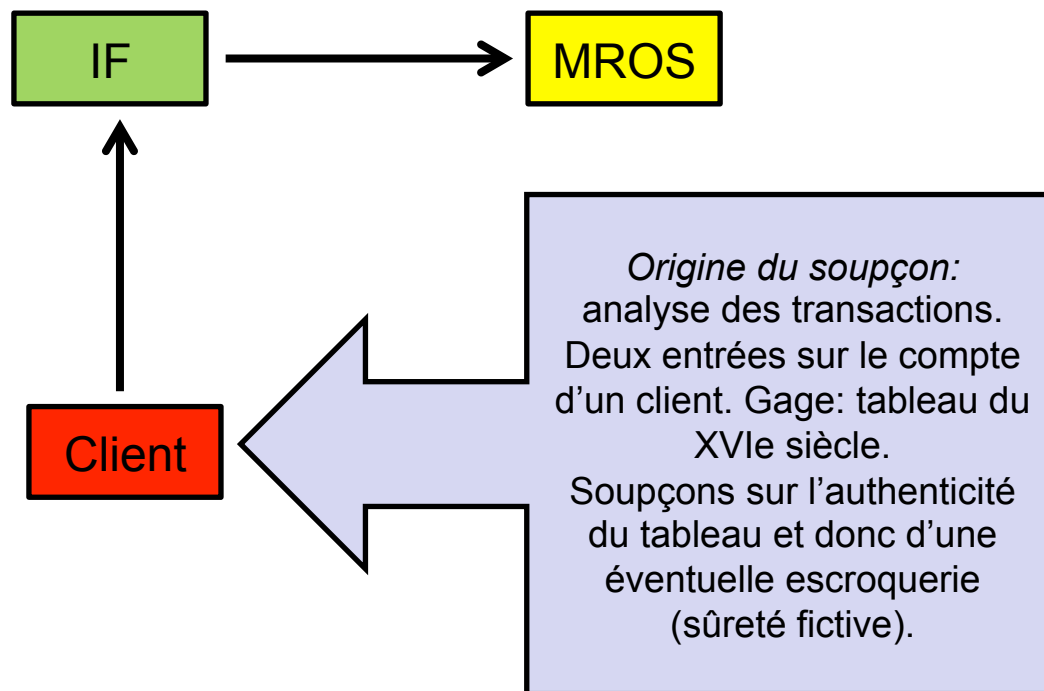 IF
MROS
Origine du soupçon:
analyse des transactions.
Deux entrées sur le compte
d’un client. Gage: tableau du
XVIe siècle.
Soupçons sur l’authenticité
du tableau et donc d’une
éventuelle escroquerie
(sûreté fictive).
Client